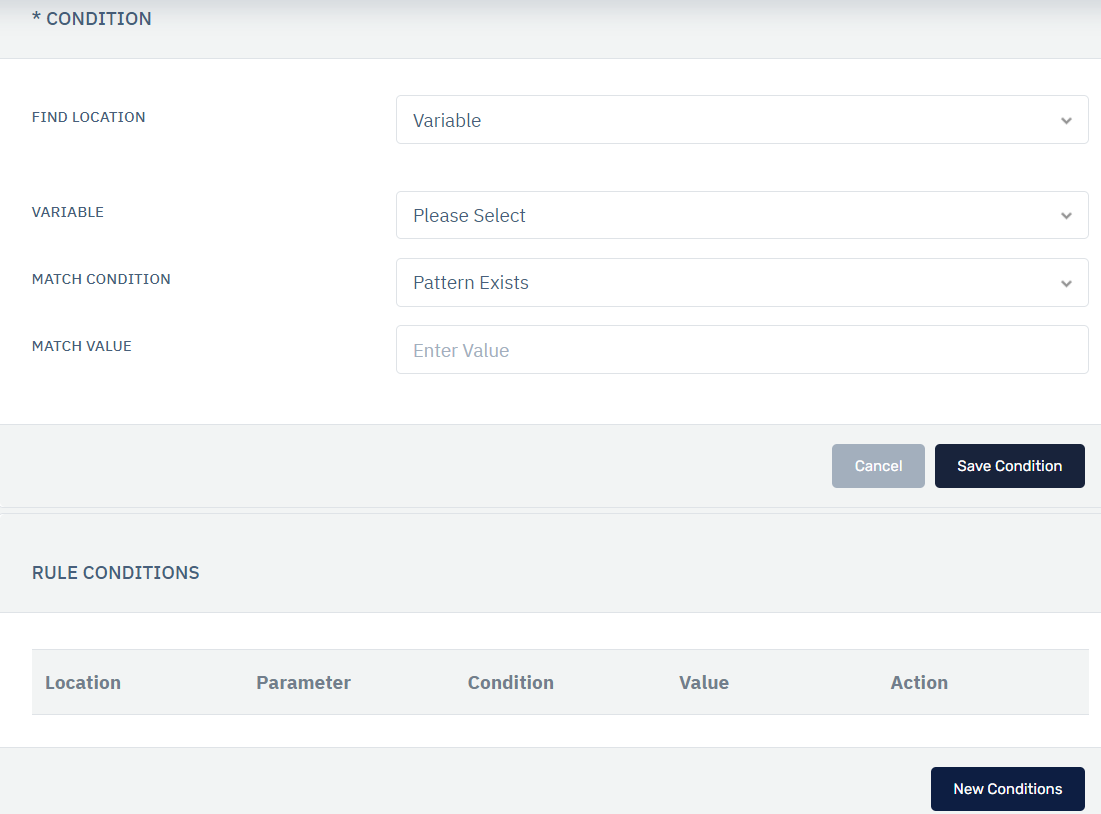 * CONDITION
FIND LOCATION
Variable
VARIABLE
Please Select
MATCH CONDITION
Pattern Exists
MATCH VALUE
Enter Value
Cancel
Save Condition
RULE CONDITIONS
Location Parameter Condition Value Action
New Conditions